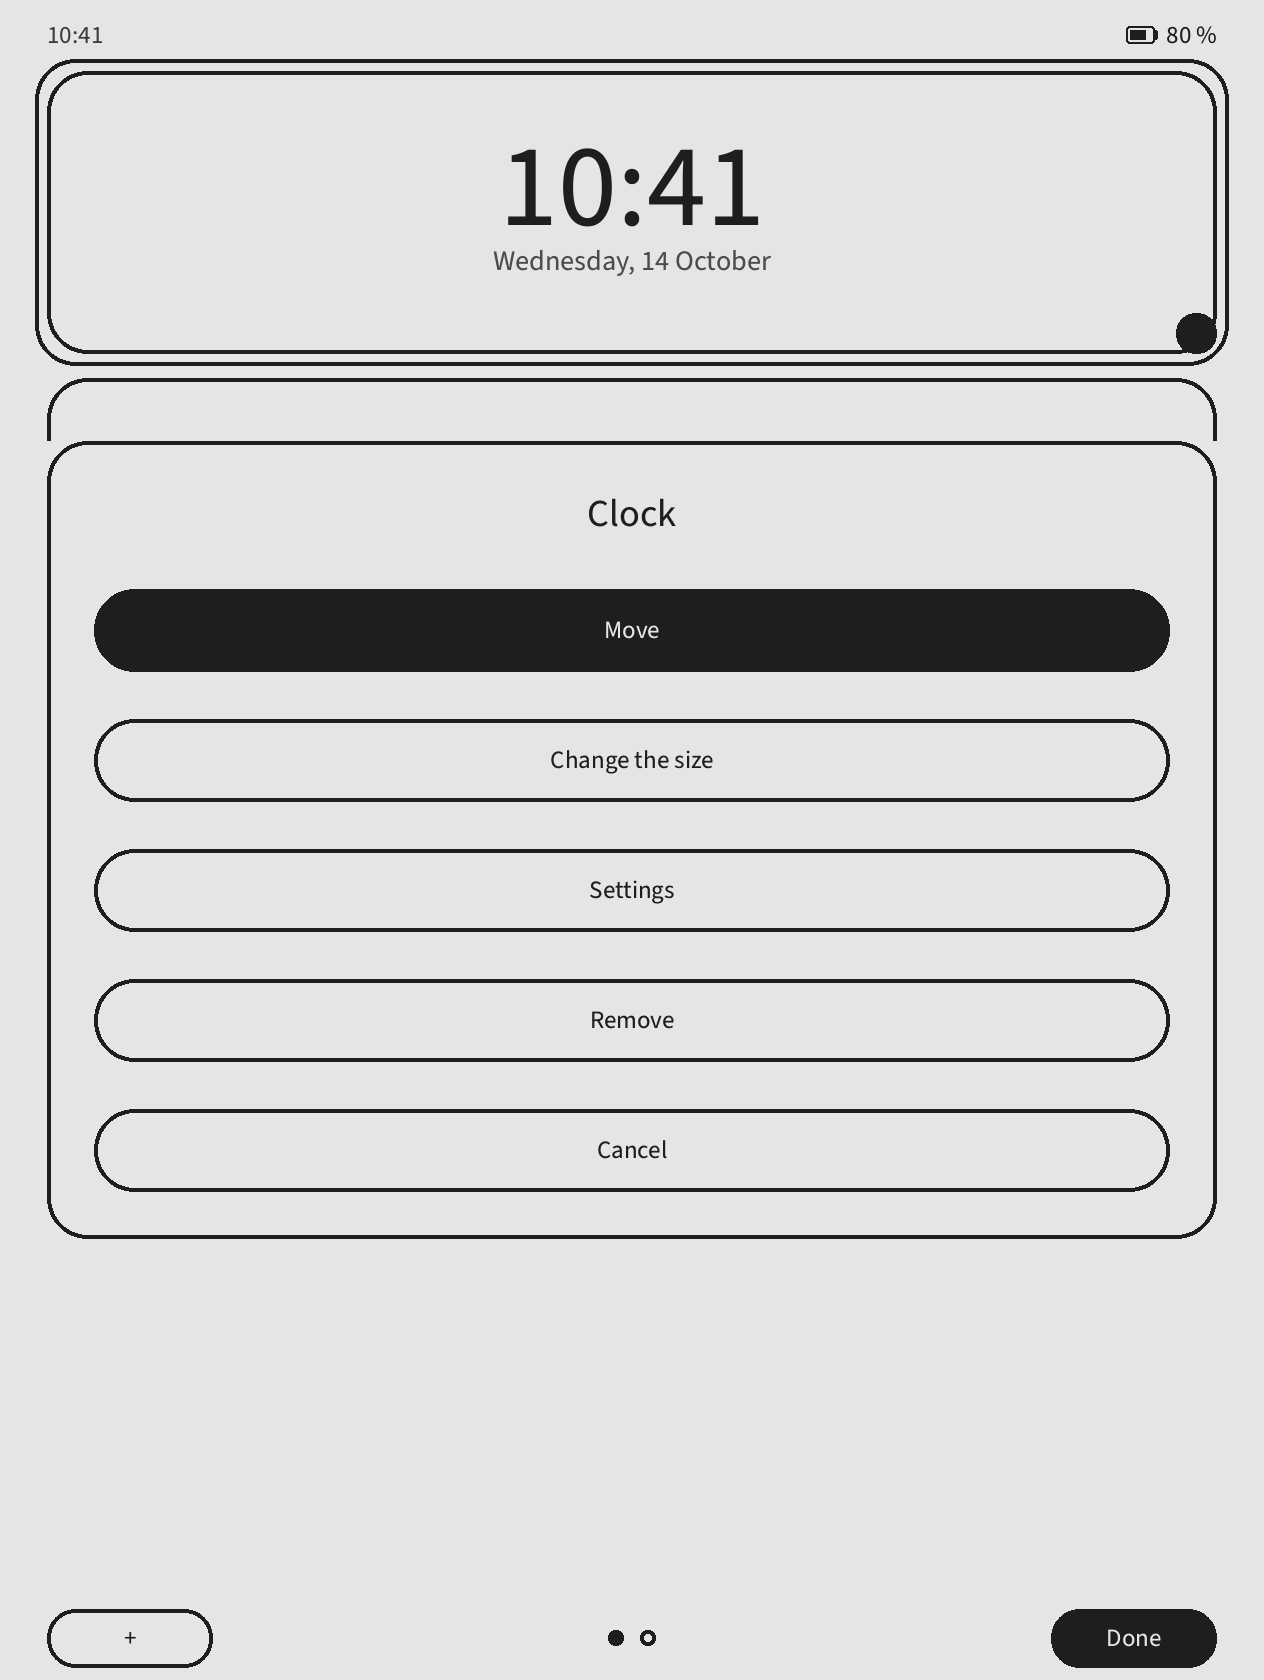 10:41
80 %
10:41
Wednesday, 14 October
Clock
Move
Change the size
Settings
Remove
Cancel
+
Done